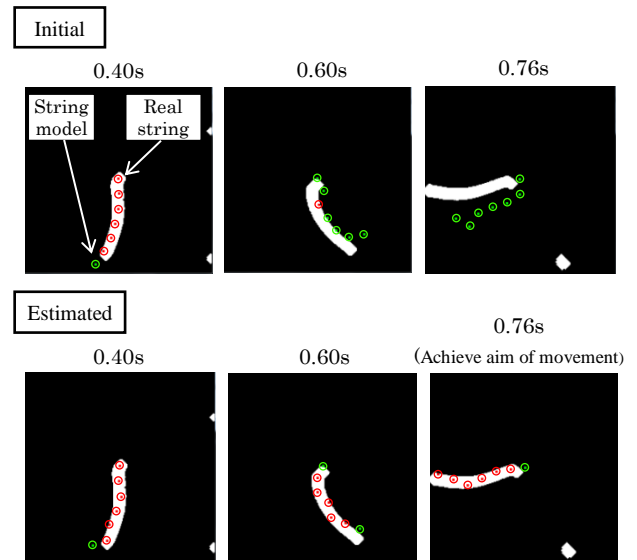 Initial
0.40s
0.60s
0.76s
String
model
Real
string
Estimated
0.76s
0.40s
0.60s
(Achieve aim of movement)